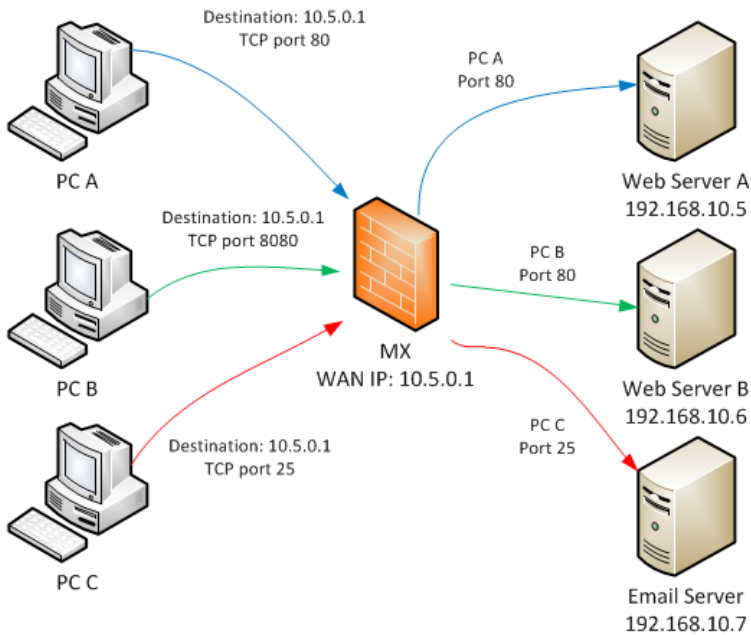 Destination: 10.5.0.1
TCP port 80
PC A
Port 80
PC A
Web Server A
192.168.10.5
Destination: 10.5.0.1
TCP port 8080
PC B
Port 80
MX
WAN IP: 10.5.0.1
PC B
Web Server B
192.168.10.6
Destination: 10.5.0.1
TCP port 25
PC C
Port 25
PC C
Email Server
192.168.10.7